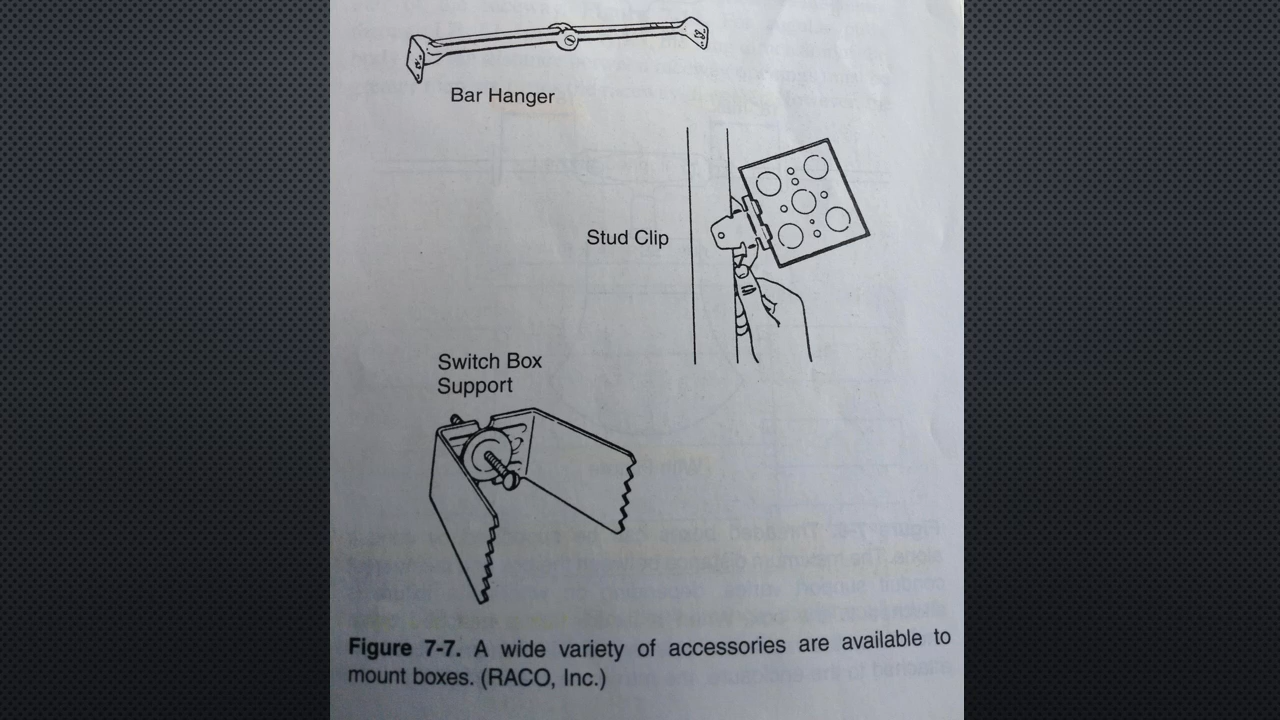 Bar Hanger
Stud Clip
Switch Box
Support
Figure 7-7. A wide variety of accessories are available to
mount boxes. (RACO, Inc.)